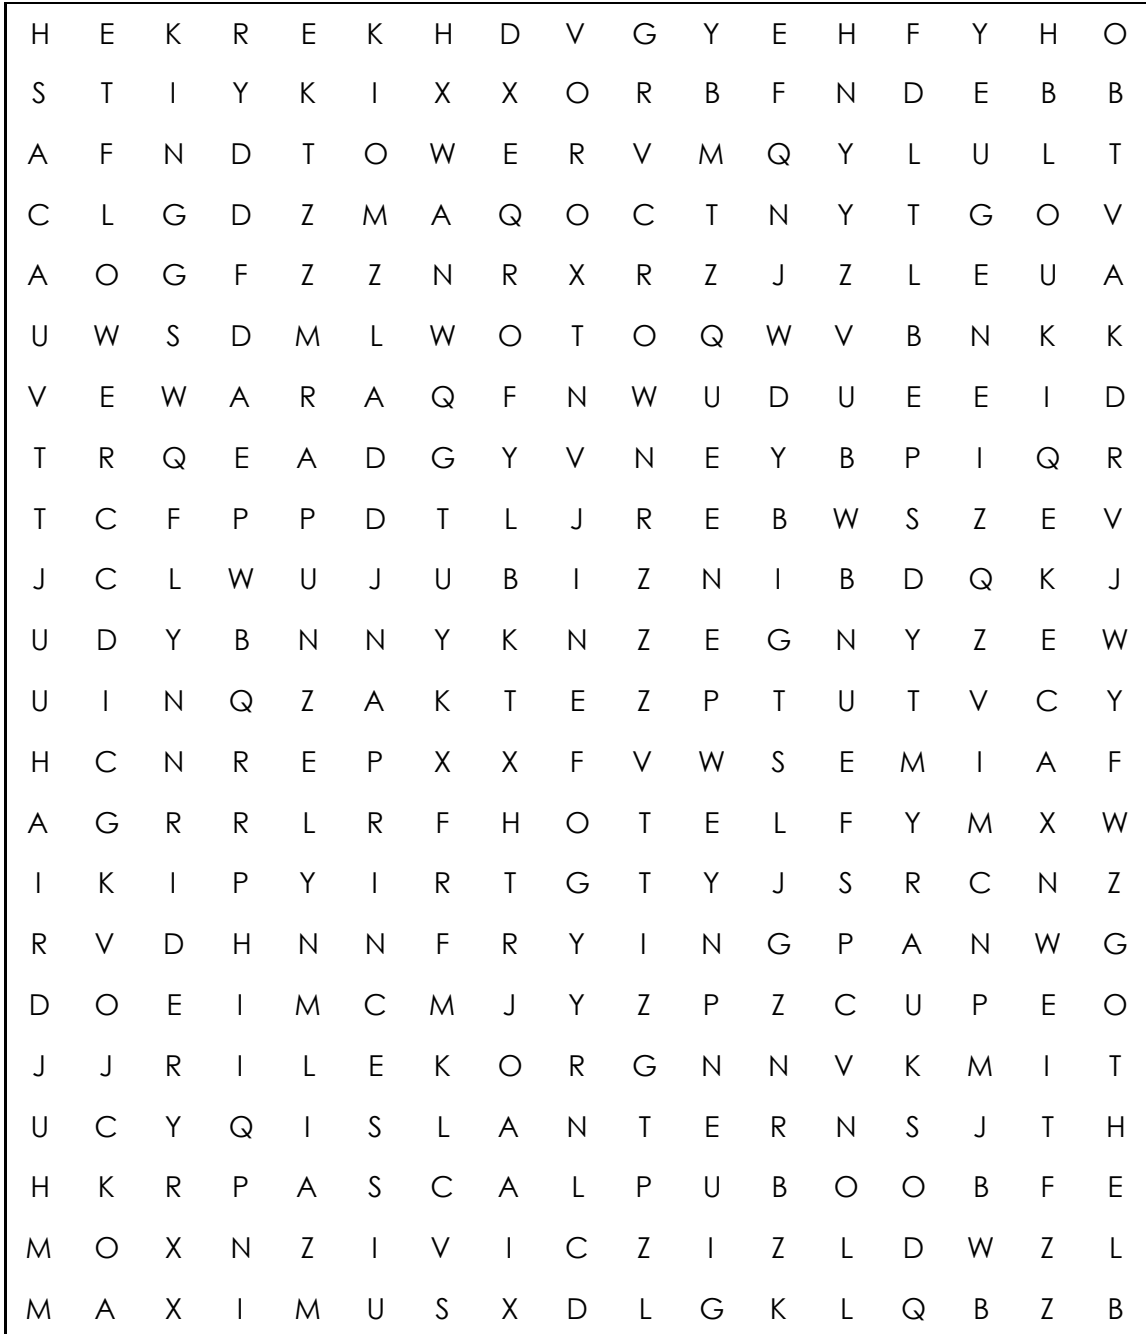 H E K R E K H D V G Y E H F Y H O
S T I Y K I X X O R B F N D E B B
A F N D T O W E R V M Q Y L U L T
C L G D Z M A Q O C T N Y T G O V
A O G F Z Z N R X R Z J Z L E U A
U W S D M L W O T O Q W V B N K K
V E W A R A Q F N W U D U E E I D
T R Q E A D G Y V N E Y B P I Q R
T C F P P D T L J R E B W S Z E V
J C L W U J U B I Z N I B D Q K J
U D Y B N N Y K N Z E G N Y Z E W
U I N Q Z A K T E Z P T U T V C Y
H C N R E P X X F V W S E M I A F
A G R R L R F H O T E L F Y M X W
I K I P Y I R T G T Y J S R C N Z
R V D H N N F R Y I N G P A N W G
D O E I M C M J Y Z P Z C U P E O
J J R I L E K O R G N N V K M I T
U C Y Q I S L A N T E R N S J T H
H K R P A S C A L P U B O O B F E
M O X N Z I V I C Z I Z L D W Z L
M A X I M U S X D L G K L Q B Z B